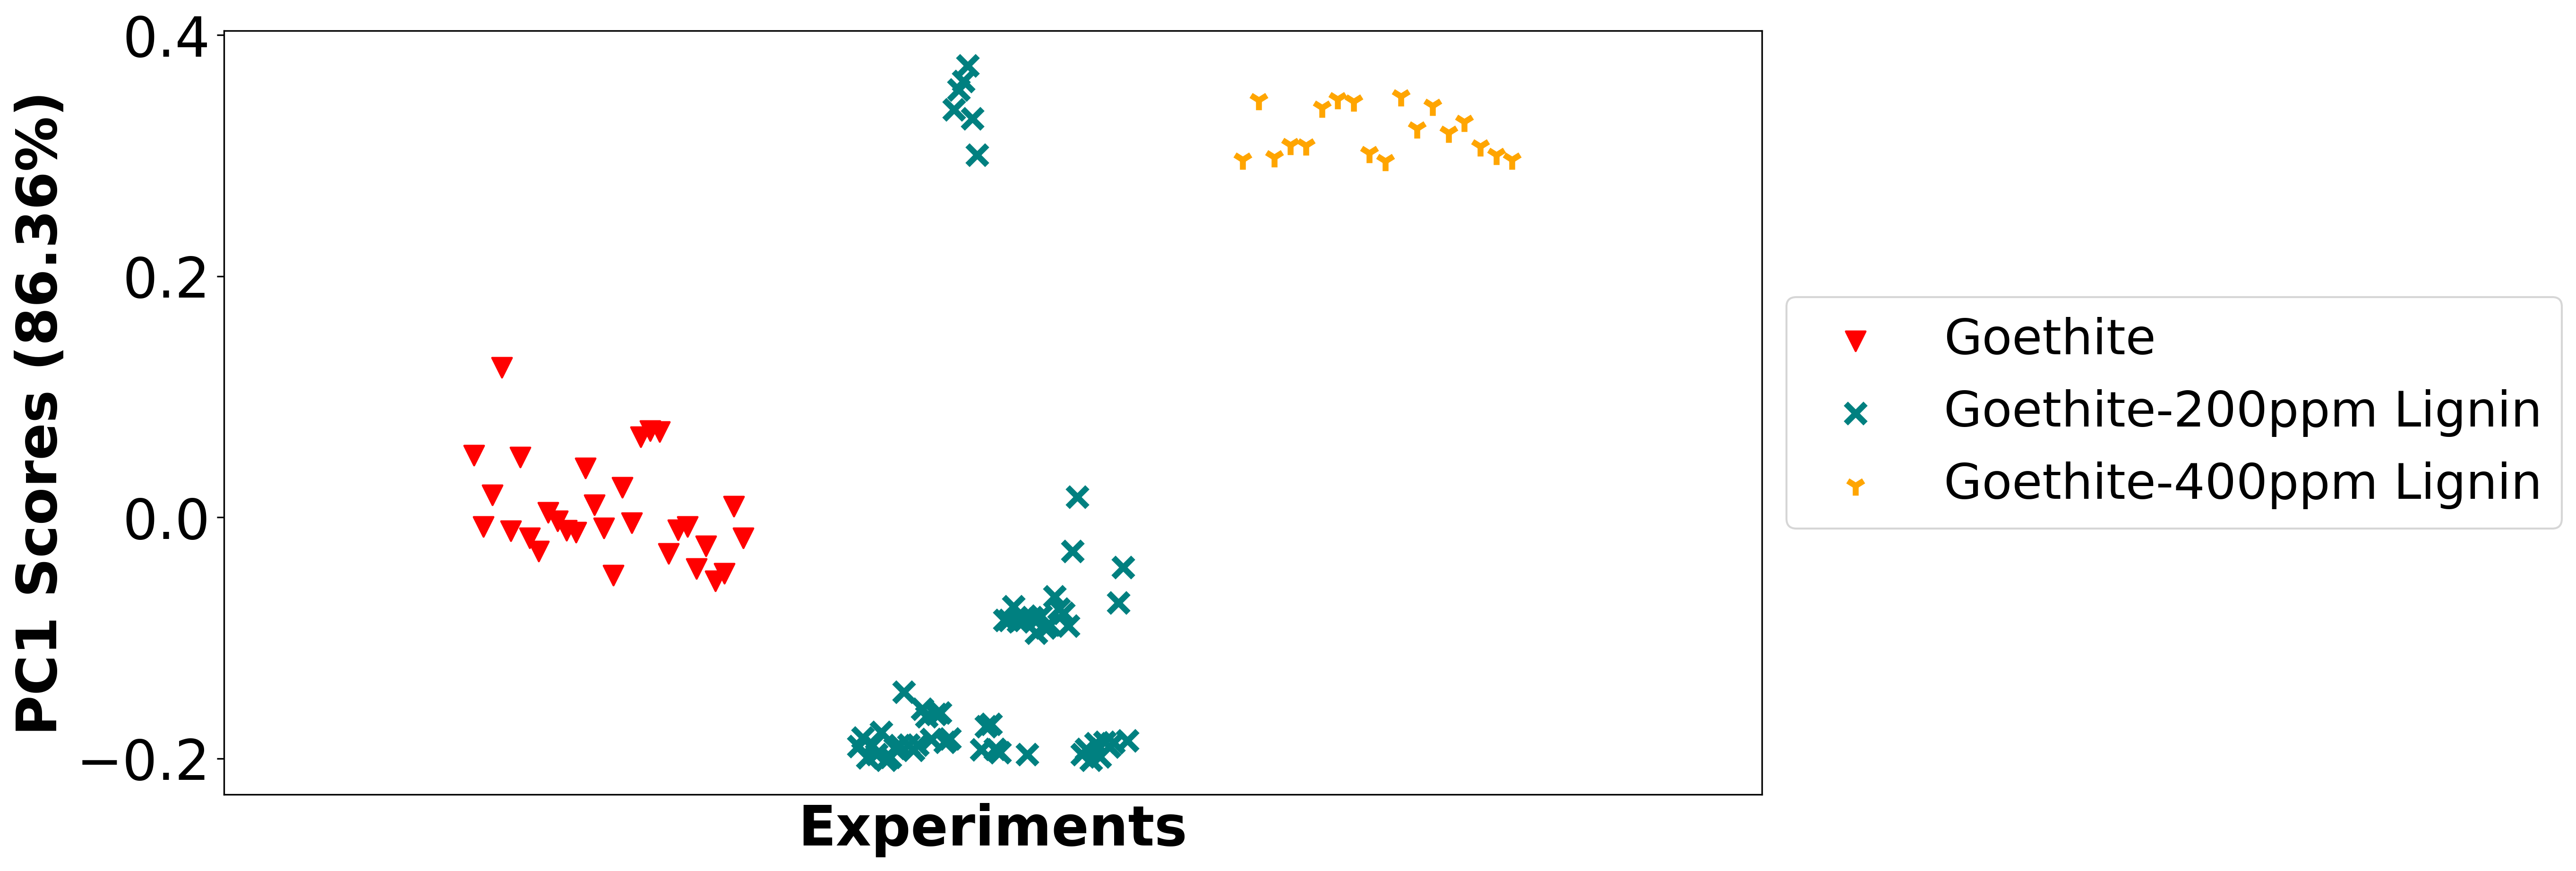 PC1 Scores (86.36%)
0.4
0.2
0.0
−0.2
Experiments
Goethite
Goethite-200ppm Lignin
Goethite-400ppm Lignin